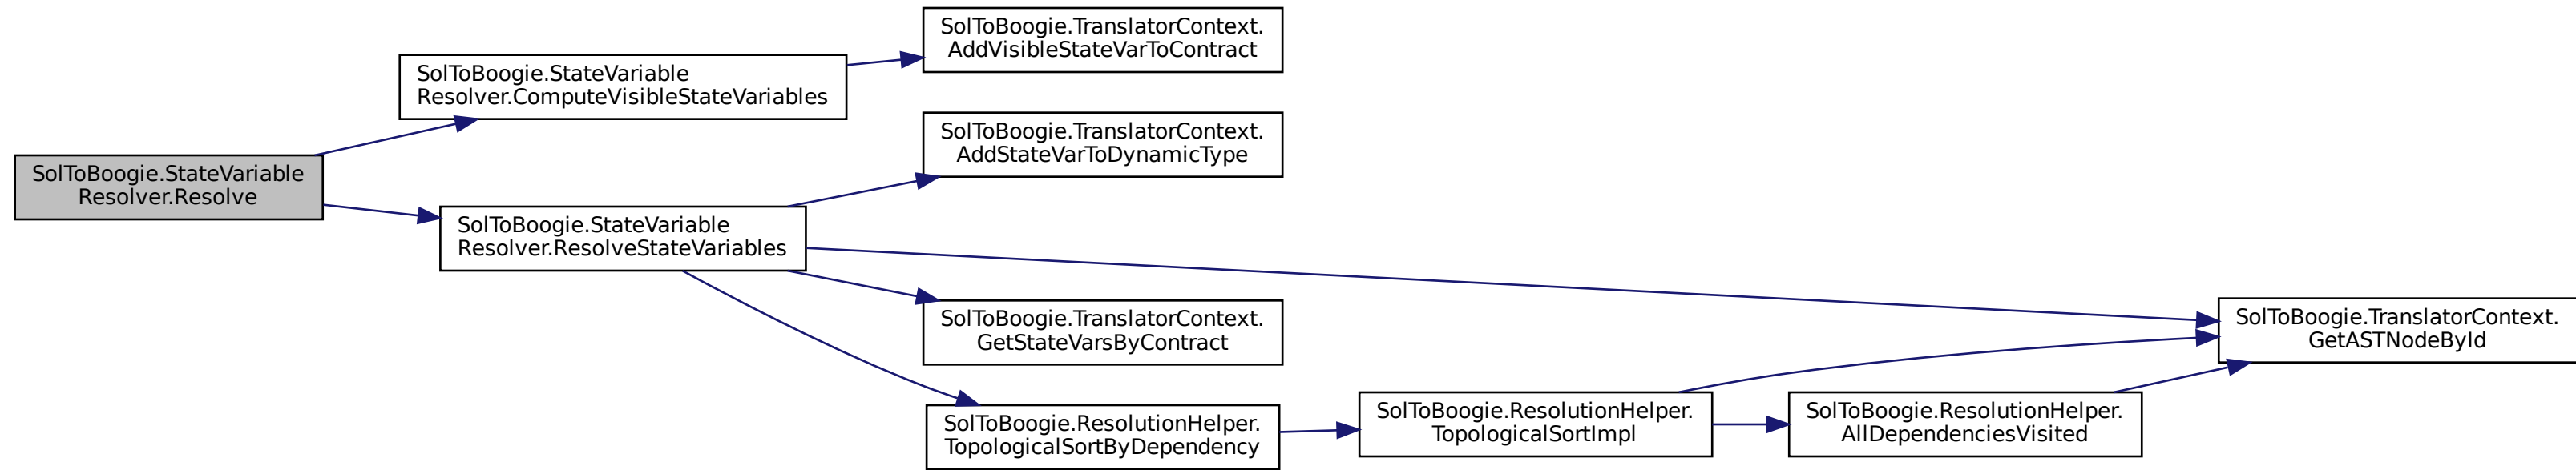 SolToBoogie.StateVariable
Resolver.Resolve
SolToBoogie.StateVariable
Resolver.ComputeVisibleStateVariables
SolToBoogie.TranslatorContext.
AddVisibleStateVarToContract
SolToBoogie.StateVariable
Resolver.ResolveStateVariables
SolToBoogie.TranslatorContext.
AddStateVarToDynamicType
SolToBoogie.TranslatorContext.
GetStateVarsByContract
SolToBoogie.ResolutionHelper.
TopologicalSortByDependency
SolToBoogie.ResolutionHelper.
TopologicalSortImpl
SolToBoogie.ResolutionHelper.
AllDependenciesVisited
SolToBoogie.TranslatorContext.
GetASTNodeById